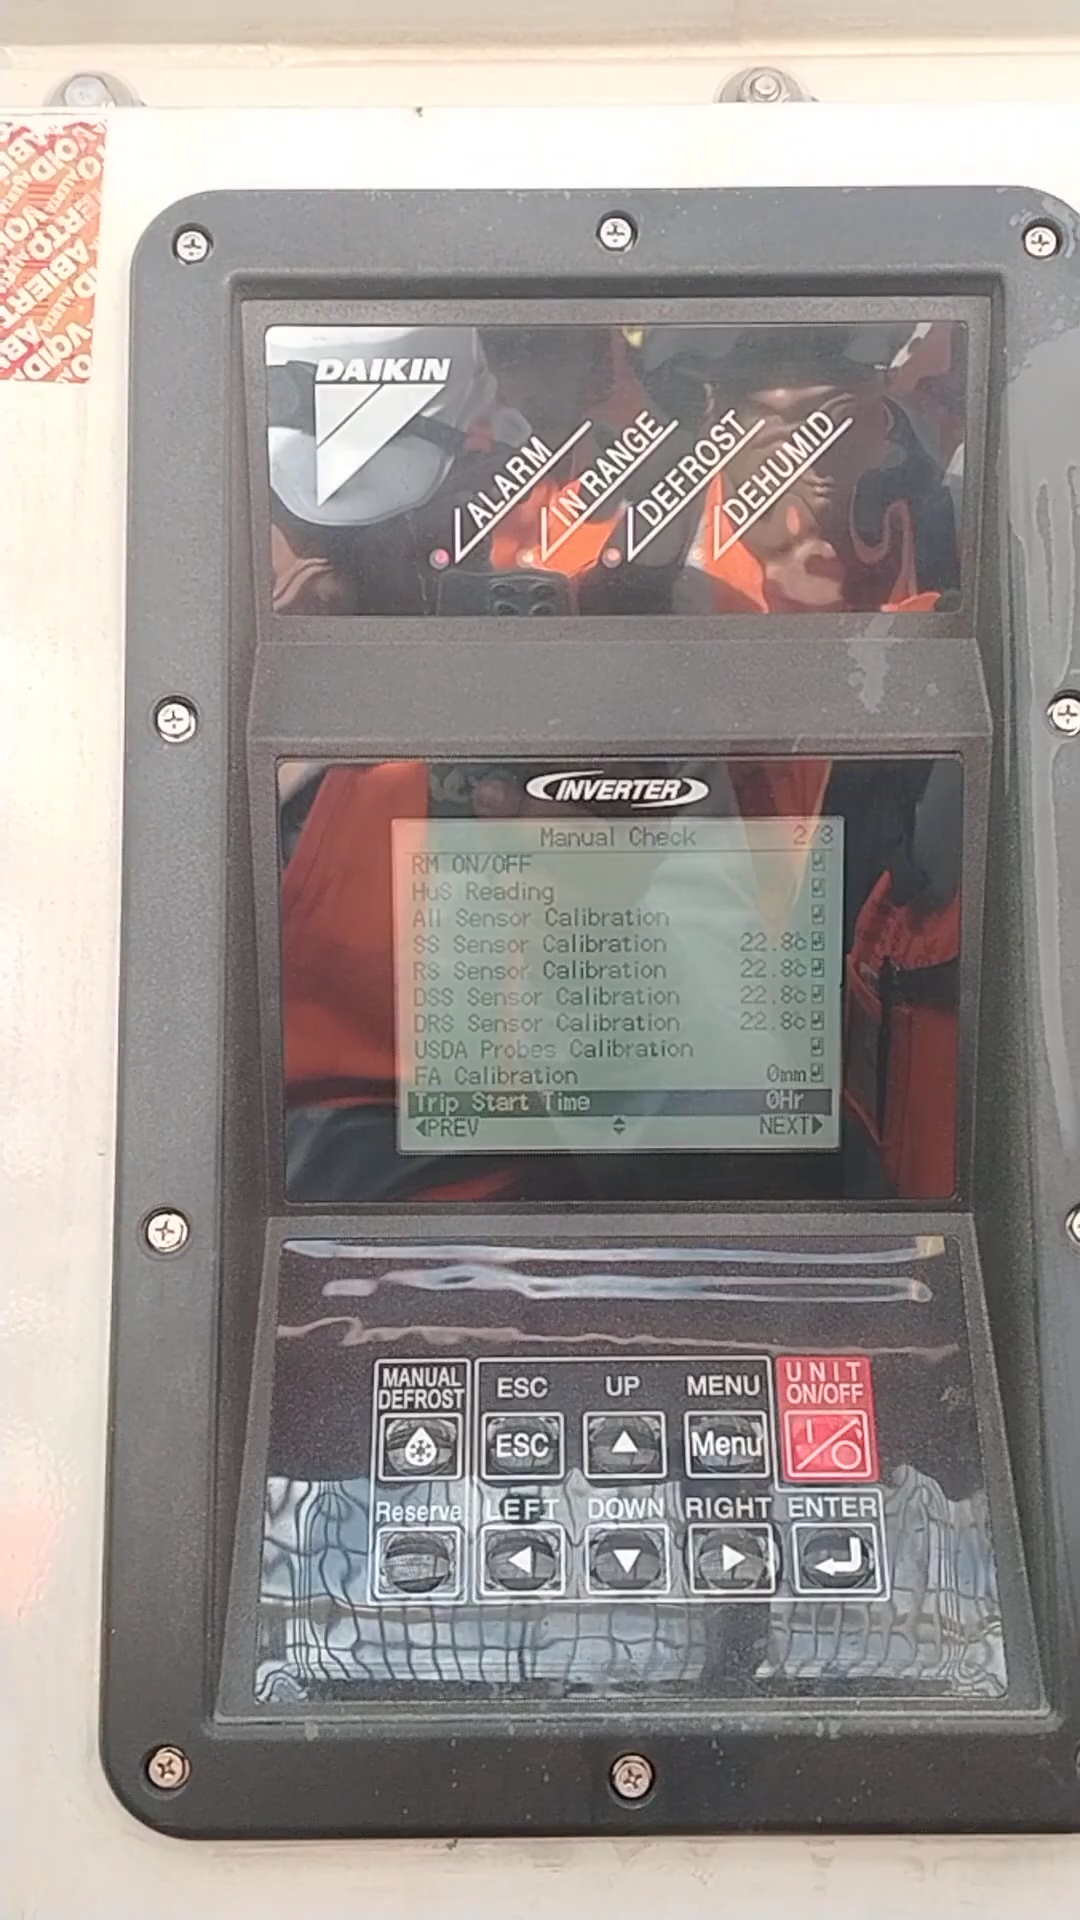 DAIKIN
ALARM
IN RANGE
DEFROST
DEHUMID
INVERTER
Manual Check 2/3
RM ON/OFF
HuS Reading
All Sensor Calibration
SS Sensor Calibration 22.8c
RS Sensor Calibration 22.8c
DSS Sensor Calibration 22.8c
DRS Sensor Calibration 22.8c
USDA Probes Calibration
FA Calibration 0mm
Trip Start Time 0Hr
PREV NEXT
MANUAL DEFROST
ESC UP MENU
UNIT ON/OFF
ESC Menu
Reserve LEFT DOWN RIGHT ENTER
VOID
ABIERTO
VOID